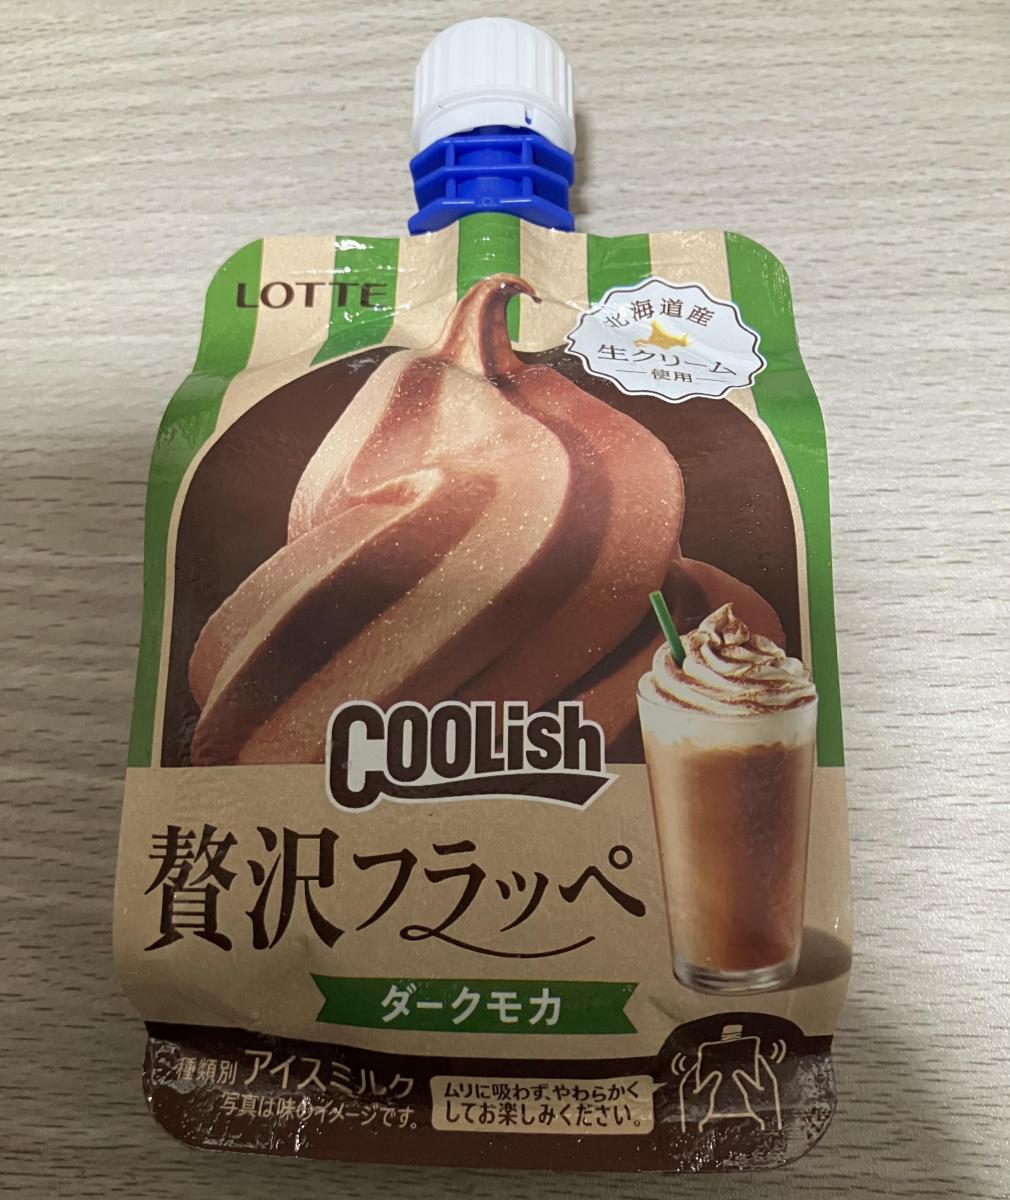 LOTTE
北海道産
生クリーム
使用
COOLish
贅沢フラッペ
ダークモカ
種類別 アイスミルク
写真は味のイメージです。
ムリに吸わず、やわらかく
してお楽しみください。